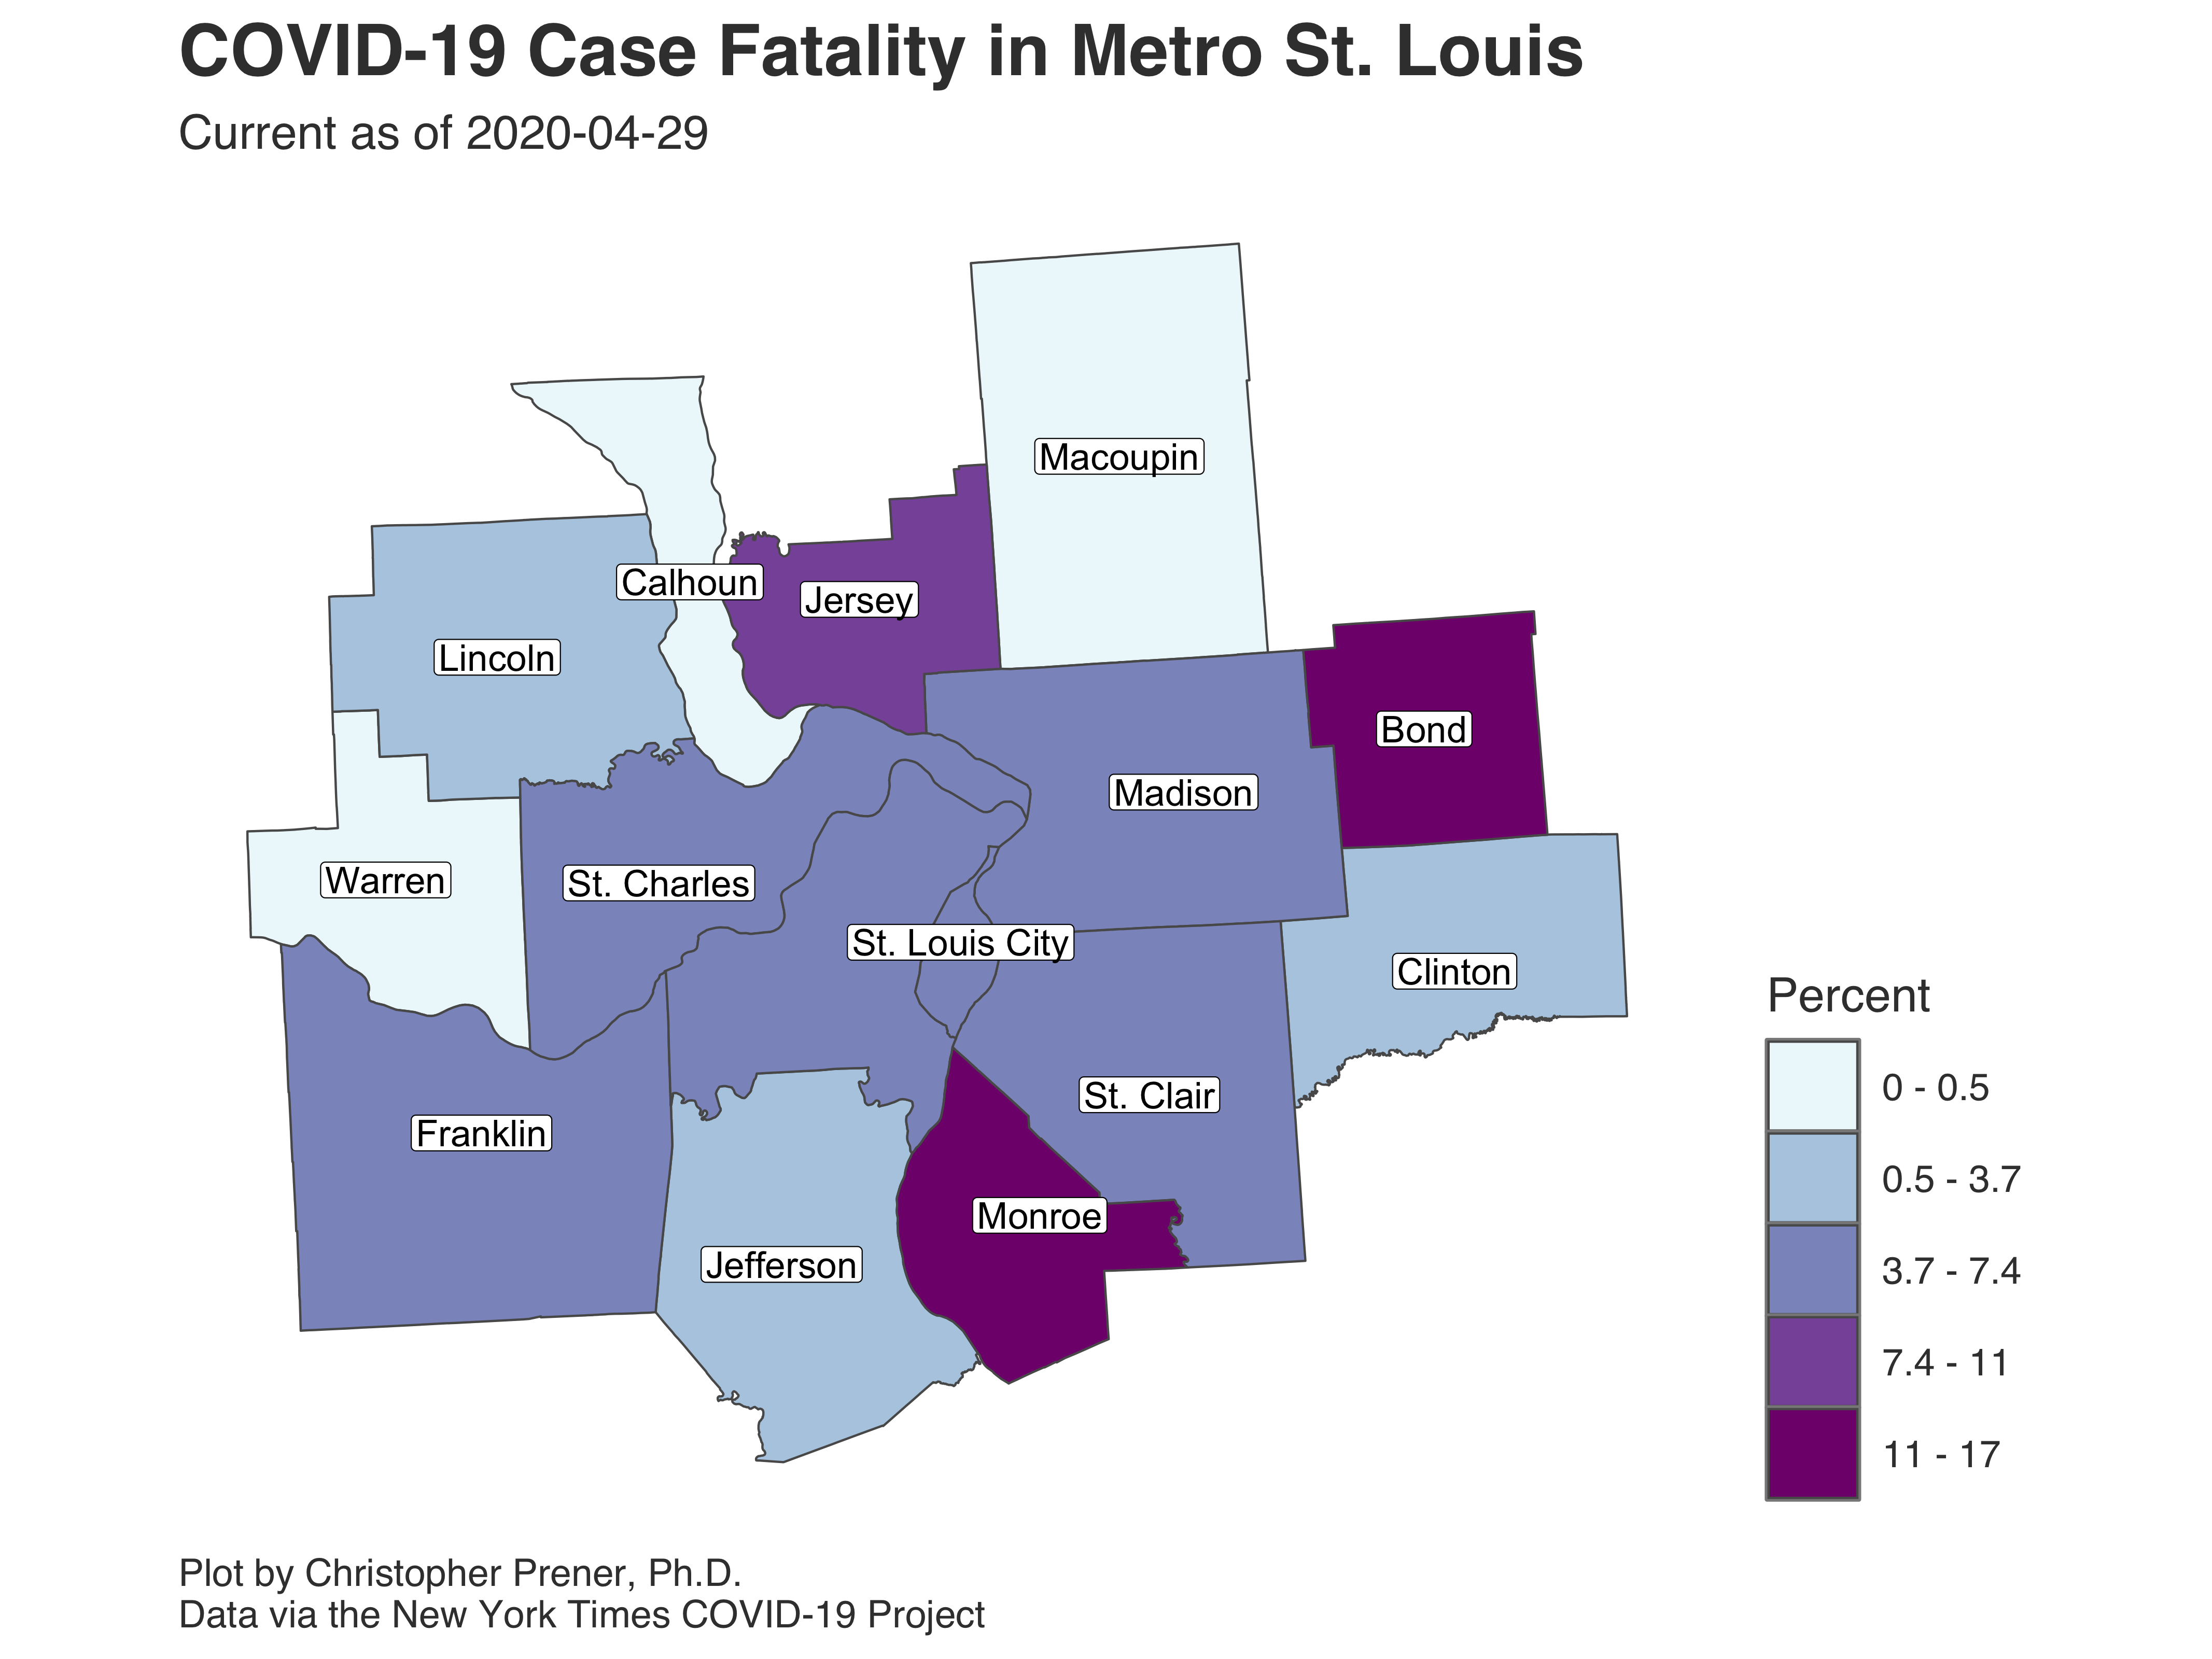 COVID-19 Case Fatality in Metro St. Louis
Current as of 2020-04-29
Macoupin
Calhoun
Jersey
Lincoln
Bond
Madison
Warren
St. Charles
St. Louis City
Clinton
St. Clair
Franklin
Monroe
Jefferson
Percent
0 - 0.5
0.5 - 3.7
3.7 - 7.4
7.4 - 11
11 - 17
Plot by Christopher Prener, Ph.D.
Data via the New York Times COVID-19 Project